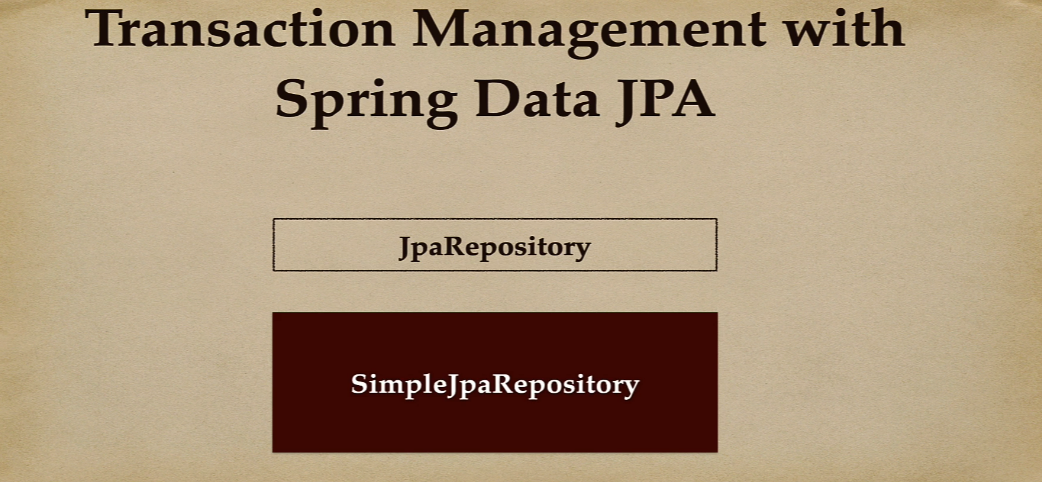 Transaction Management with
Spring Data JPA
JpaRepository
SimpleJpaRepository